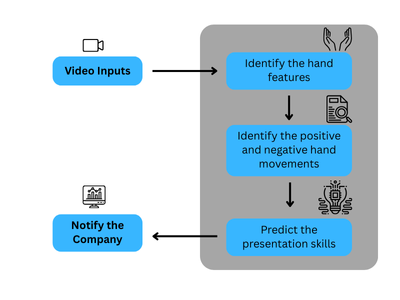 Video Inputs
Identify the hand
features
Identify the positive
and negative hand
movements
Predict the
presentation skills
Notify the
Company